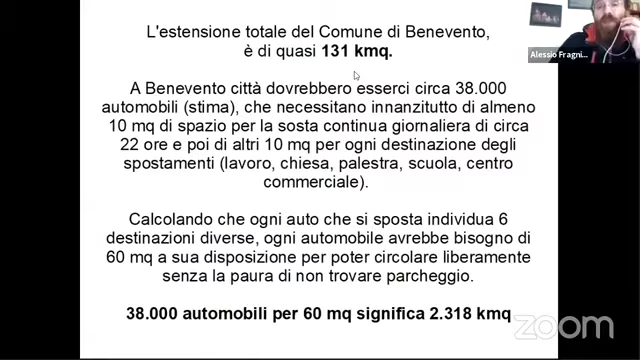 L'estensione totale del Comune di Benevento,
è di quasi 131 kmq.
A Benevento città dovrebbero esserci circa 38.000
automobili (stima), che necessitano innanzitutto di almeno
10 mq di spazio per la sosta continua giornaliera di circa
22 ore e poi di altri 10 mq per ogni destinazione degli
spostamenti (lavoro, chiesa, palestra, scuola, centro
commerciale).
Calcolando che ogni auto che si sposta individua 6
destinazioni diverse, ogni automobile avrebbe bisogno di
60 mq a sua disposizione per poter circolare liberamente
senza la paura di non trovare parcheggio.
38.000 automobili per 60 mq significa 2.318 kmq
Alessio Fragni...
zoom